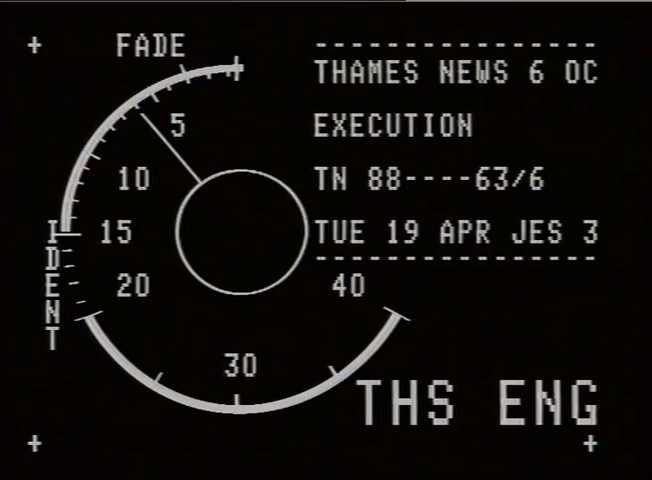 FADE
THAMES NEWS 6 OC
EXECUTION
TN 88----63/6
TUE 19 APR JES 3
5
10
15
20
30
40
IDENT
THS ENG